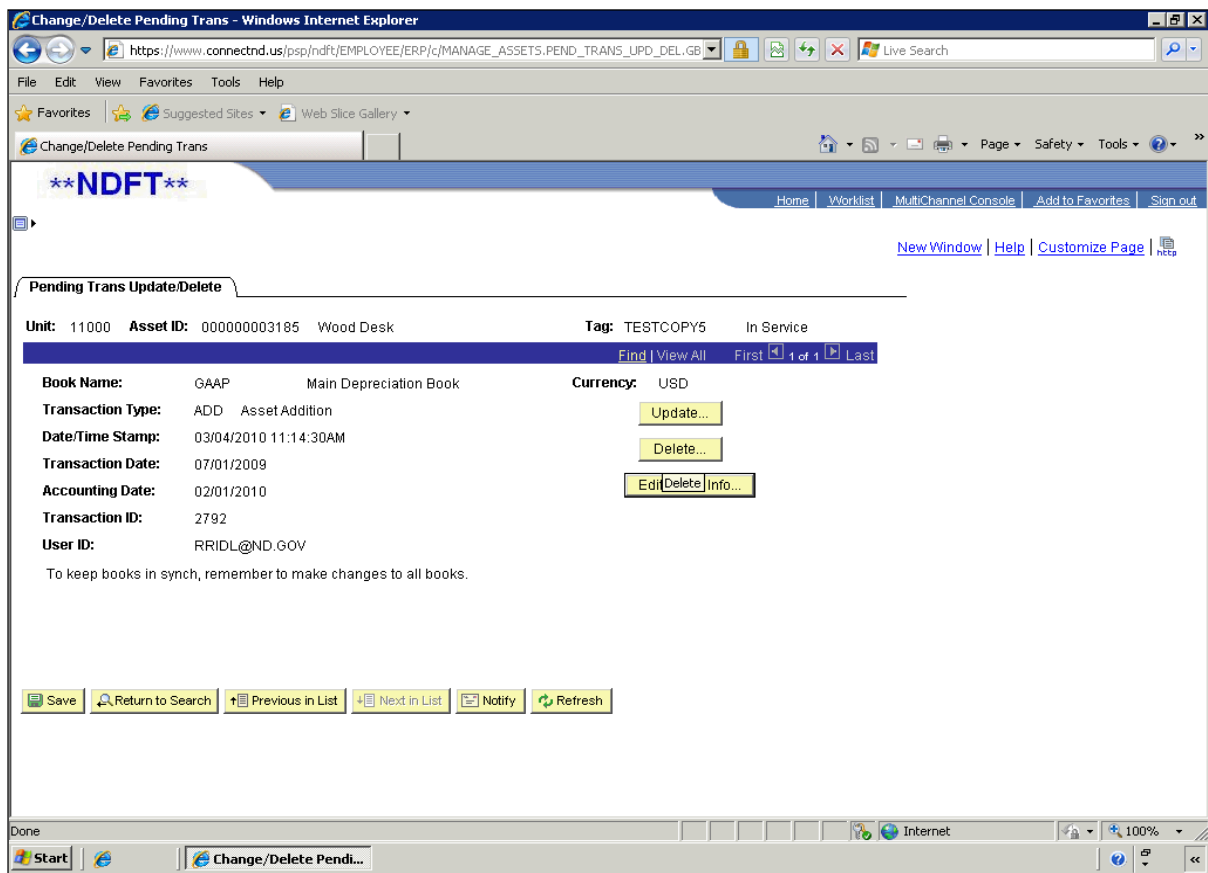 Change/Delete Pending Trans - Windows Internet Explorer
https://www.connectnd.us/psp/ndft/EMPLOYEE/ERP/c/MANAGE_ASSETS.PEND_TRANS_UPD_DEL.GB
Live Search
File Edit View Favorites Tools Help
Favorites Suggested Sites Web Slice Gallery
Change/Delete Pending Trans Page Safety Tools »
**NDFT**
Home | Worklist | MultiChannel Console | Add to Favorites | Sign out
New Window | Help | Customize Page | http
Pending Trans Update/Delete
Unit: 11000 Asset ID: 000000003185 Wood Desk Tag: TESTCOPY5 In Service
Find | View All First 1 of 1 Last
Book Name: GAAP Main Depreciation Book Currency: USD
Transaction Type: ADD Asset Addition Update...
Date/Time Stamp: 03/04/2010 11:14:30AM Delete...
Transaction Date: 07/01/2009
Accounting Date: 02/01/2010 Edit Delete Info...
Transaction ID: 2792
User ID: RRIDL@ND.GOV
To keep books in synch, remember to make changes to all books.
Save Return to Search Previous in List Next in List Notify Refresh
Done Internet 100%
Start Change/Delete Pendi... «